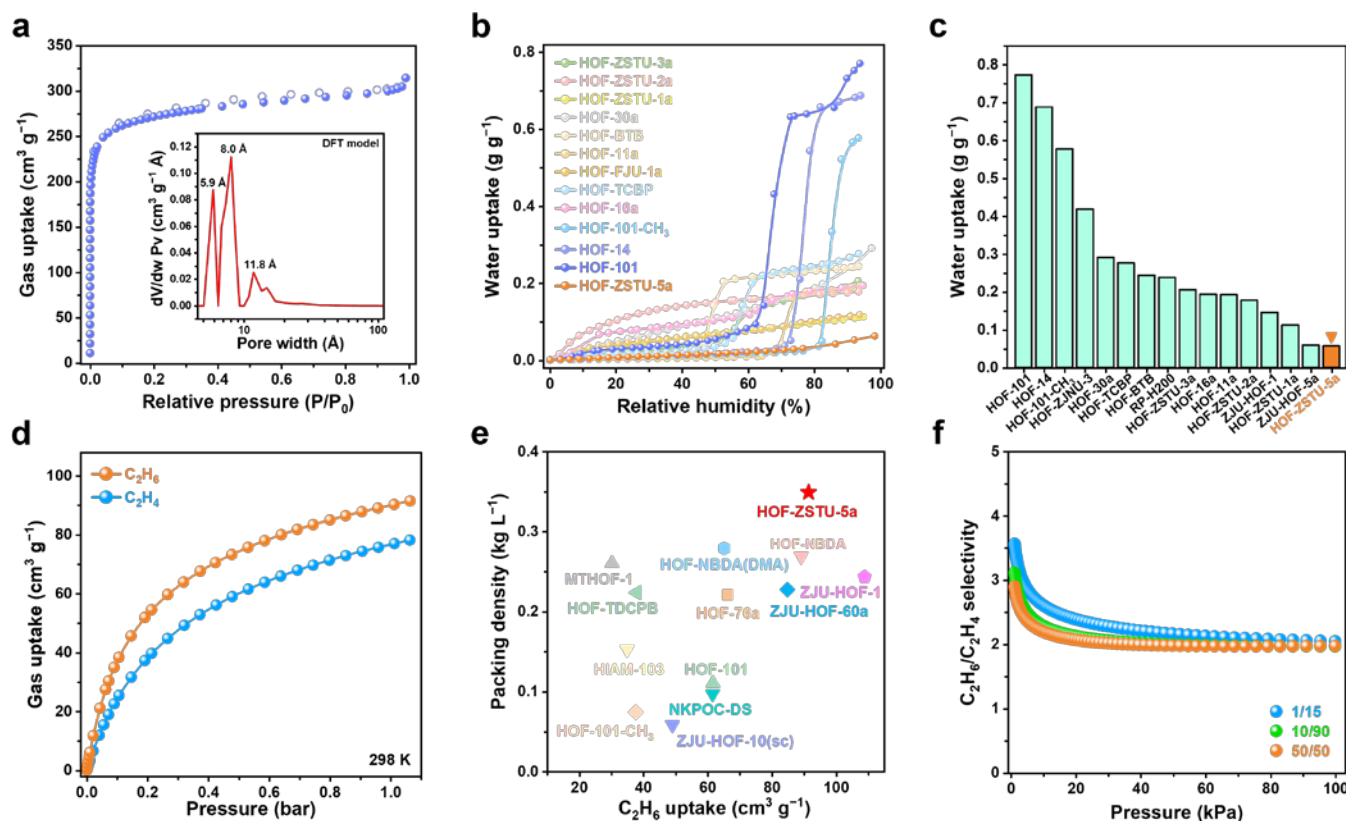 a
350
300
250
200
150
100
50
0
Gas uptake (cm³ g⁻¹)
0.0 0.2 0.4 0.6 0.8 1.0
Relative pressure (P/P₀)
DFT model
0.12
0.10
0.08
0.06
0.04
0.02
0.00
dV/dw Pv (cm³ g⁻¹ Å)
5.9 Å
8.0 Å
11.8 Å
10 100
Pore width (Å)
b
0.8
0.6
0.4
0.2
0.0
Water uptake (g g⁻¹)
HOF-ZSTU-3a
HOF-ZSTU-2a
HOF-ZSTU-1a
HOF-30a
HOF-BTB
HOF-11a
HOF-FJU-1a
HOF-TCBP
HOF-16a
HOF-101-CH₃
HOF-14
HOF-101
HOF-ZSTU-5a
0 20 40 60 80 100
Relative humidity (%)
c
0.8
0.7
0.6
0.5
0.4
0.3
0.2
0.1
0.0
Water uptake (g g⁻¹)
HOF-101
HOF-14
HOF-101-CH₃
HOF-ZJNU-3
HOF-30a
HOF-TCBP
HOF-BTB
RP-H200
HOF-ZSTU-3a
HOF-16a
HOF-11a
HOF-ZSTU-2a
ZJU-HOF-1
HOF-ZSTU-1a
ZJU-HOF-5a
HOF-ZSTU-5a
d
100
80
60
40
20
0
Gas uptake (cm³ g⁻¹)
C₂H₆
C₂H₄
298 K
0.0 0.2 0.4 0.6 0.8 1.0
Pressure (bar)
e
0.4
0.3
0.2
0.1
0.0
Packing density (kg L⁻¹)
HOF-ZSTU-5a
HOF-NBDA
HOF-NBDA(DMA)
MTHOF-1
HOF-TDCPB
HOF-76a
ZJU-HOF-1
ZJU-HOF-60a
HIAM-103
HOF-101
NKPOC-DS
HOF-101-CH₃
ZJU-HOF-10(sc)
20 40 60 80 100
C₂H₆ uptake (cm³ g⁻¹)
f
5
4
3
2
1
0
C₂H₆/C₂H₄ selectivity
1/15
10/90
50/50
0 20 40 60 80 100
Pressure (kPa)